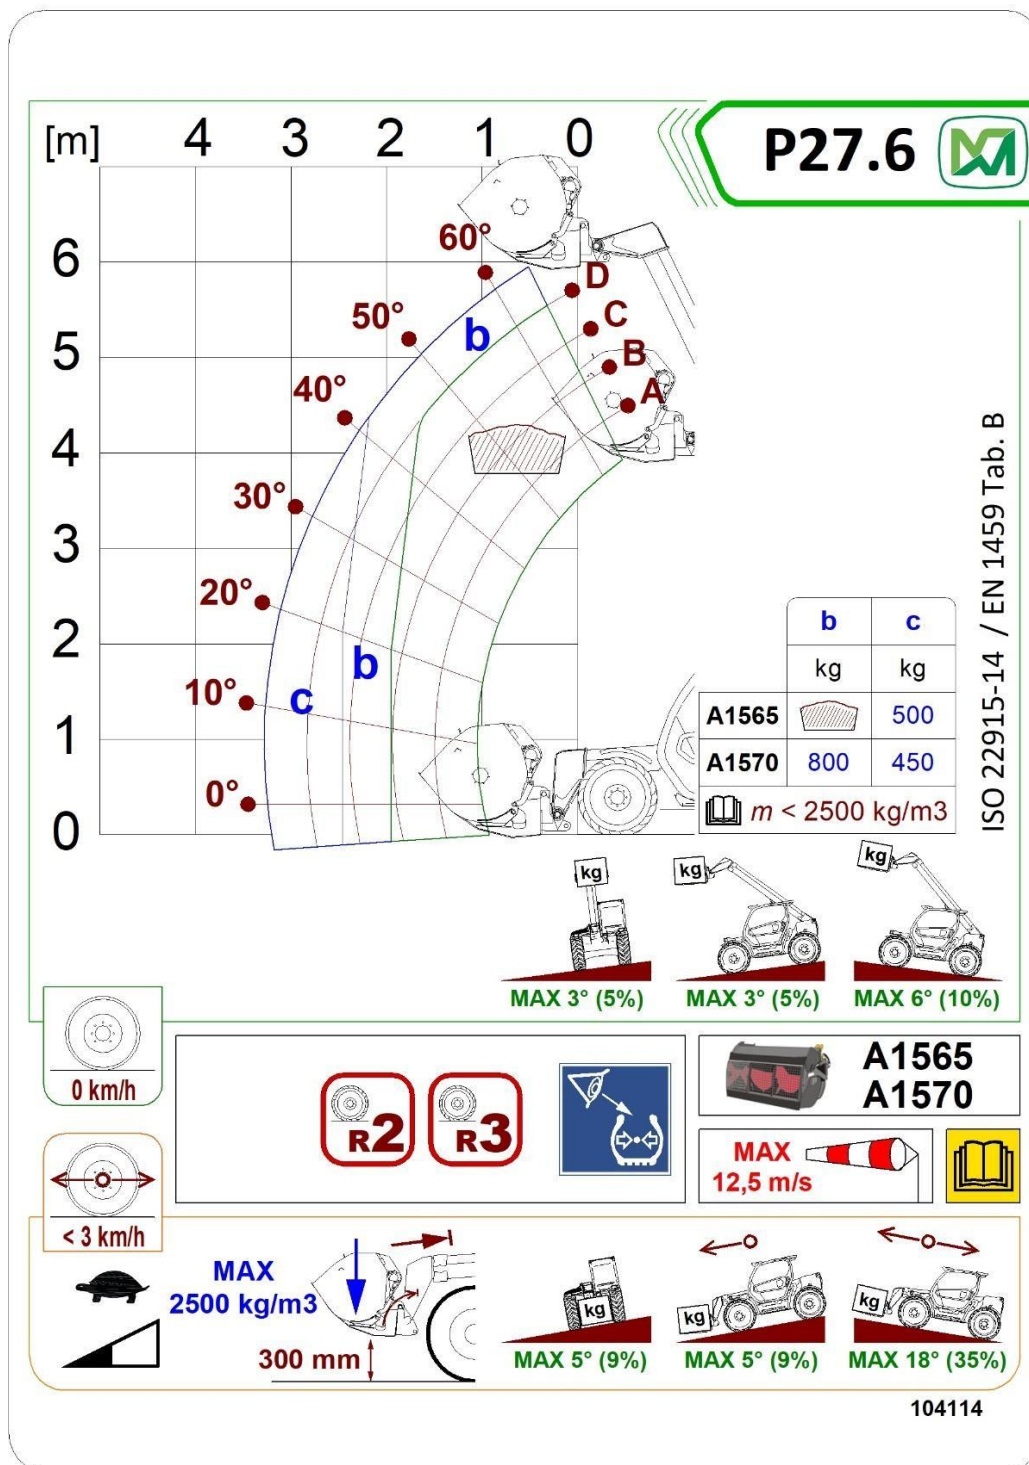 [m] 4 3 2 1 0
P27.6
6
5
4
3
2
1
0
60°
50°
40°
30°
20°
10°
0°
D
C
B
A
b
b
c
ISO 22915-14 / EN 1459 Tab. B
b c
kg kg
A1565 500
A1570 800 450
m < 2500 kg/m3
kg kg kg
MAX 3° (5%) MAX 3° (5%) MAX 6° (10%)
0 km/h
R2 R3
A1565
A1570
MAX
12,5 m/s
< 3 km/h
MAX
2500 kg/m3
300 mm
kg kg kg
MAX 5° (9%) MAX 5° (9%) MAX 18° (35%)
104114